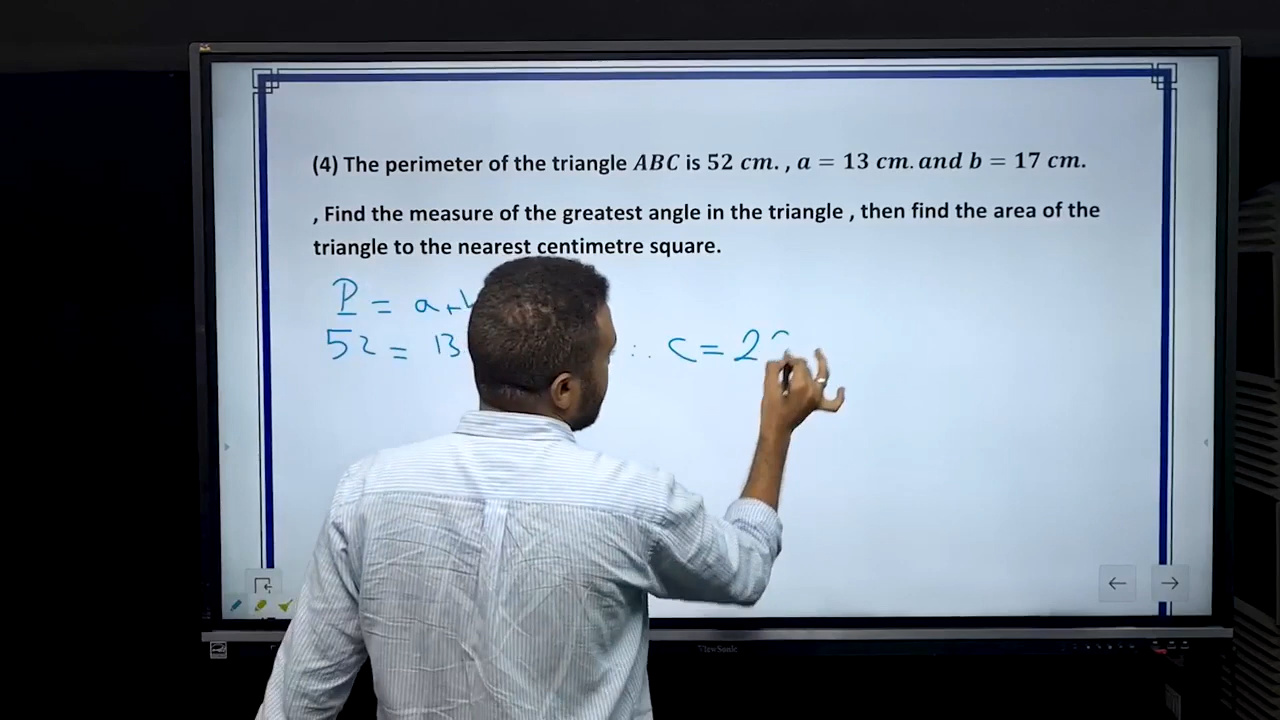 (4) The perimeter of the triangle ABC is 52 cm. , a = 13 cm. and b = 17 cm.
, Find the measure of the greatest angle in the triangle , then find the area of the
triangle to the nearest centimetre square.
P = a +
52 = 13 ∴ c = 2
ViewSonic